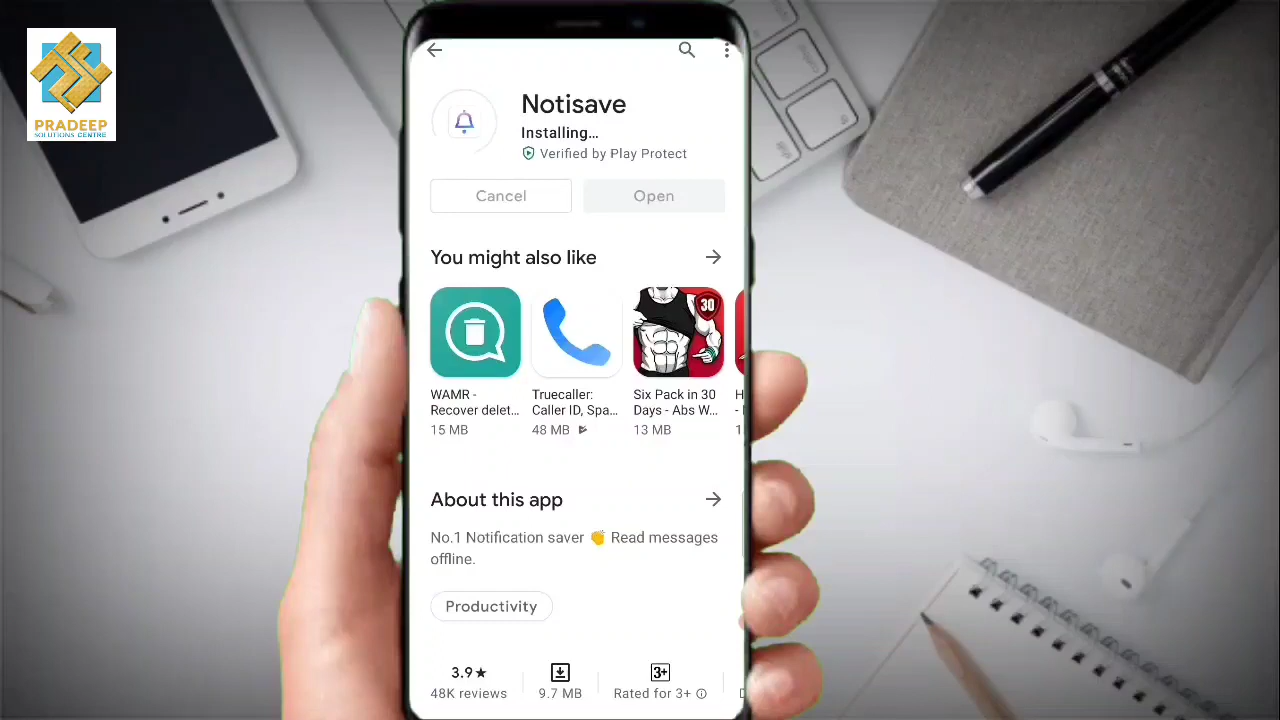 PRADEEP
SOLUTIONS CENTRE
Notisave
Installing...
Verified by Play Protect
Cancel
Open
You might also like
30
WAMR -
Recover delet...
15 MB
Truecaller:
Caller ID, Spa...
48 MB
Six Pack in 30
Days - Abs W...
13 MB
H
-
1
About this app
No.1 Notification saver 👏 Read messages
offline.
Productivity
3.9★
48K reviews
9.7 MB
3+
Rated for 3+